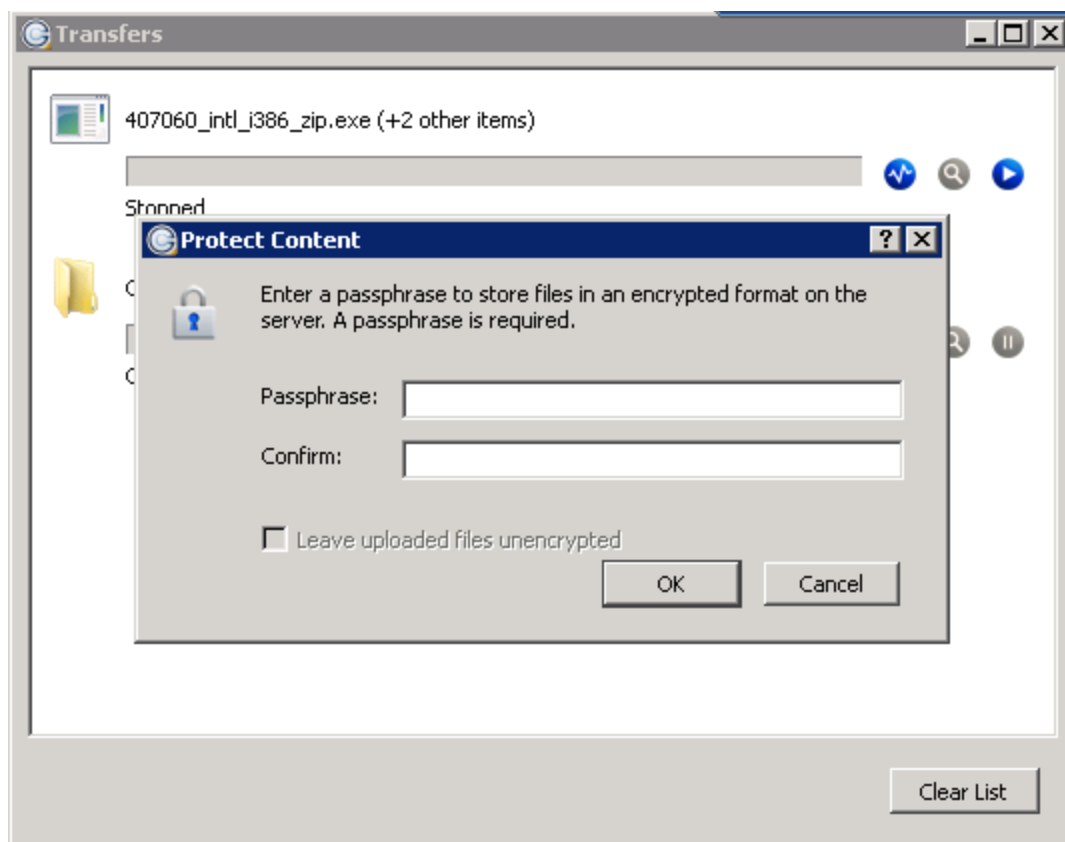 Transfers
407060_intl_i386_zip.exe (+2 other items)
Stopped
Protect Content
Enter a passphrase to store files in an encrypted format on the
server. A passphrase is required.
Passphrase:
Confirm:
Leave uploaded files unencrypted
OK
Cancel
Clear List